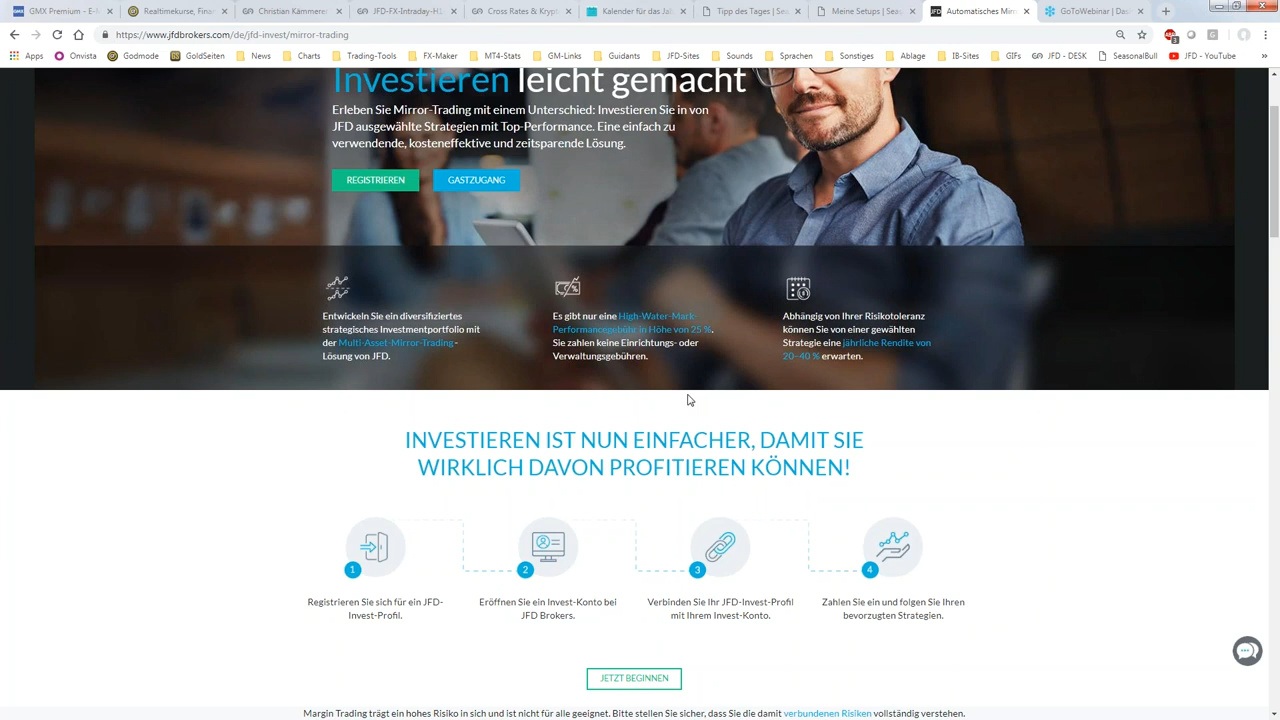 GMX Premium - E-M
Realtimekurse, Finan
Christian Kämmerer
JFD-FX-Intraday-H1
Cross Rates & Krypt
Kalender für das Jah
Tipp des Tages | Sea
Meine Setups | Seas
Automatisches Mirr
GoToWebinar | Das
https://www.jfdbrokers.com/de/jfd-invest/mirror-trading
Apps Onvista Godmode GoldSeiten News Charts Trading-Tools FX-Maker MT4-Stats GM-Links Guidants JFD-Sites Sounds Sprachen Sonstiges Ablage IB-Sites GIFs JFD - DESK SeasonalBull JFD - YouTube »
Investieren leicht gemacht
Erleben Sie Mirror-Trading mit einem Unterschied: Investieren Sie in von
JFD ausgewählte Strategien mit Top-Performance. Eine einfach zu
verwendende, kosteneffektive und zeitsparende Lösung.
REGISTRIEREN
GASTZUGANG
Entwickeln Sie ein diversifiziertes
strategisches Investmentportfolio mit
der Multi-Asset-Mirror-Trading-
Lösung von JFD.
Es gibt nur eine High-Water-Mark-
Performancegebühr in Höhe von 25 %.
Sie zahlen keine Einrichtungs- oder
Verwaltungsgebühren.
Abhängig von Ihrer Risikotoleranz
können Sie von einer gewählten
Strategie eine jährliche Rendite von
20–40 % erwarten.
INVESTIEREN IST NUN EINFACHER, DAMIT SIE
WIRKLICH DAVON PROFITIEREN KÖNNEN!
1
2
3
4
Registrieren Sie sich für ein JFD-
Invest-Profil.
Eröffnen Sie ein Invest-Konto bei
JFD Brokers.
Verbinden Sie Ihr JFD-Invest-Profil
mit Ihrem Invest-Konto.
Zahlen Sie ein und folgen Sie Ihren
bevorzugten Strategien.
JETZT BEGINNEN
Margin Trading trägt ein hohes Risiko in sich und ist nicht für alle geeignet. Bitte stellen Sie sicher, dass Sie die damit verbundenen Risiken vollständig verstehen.